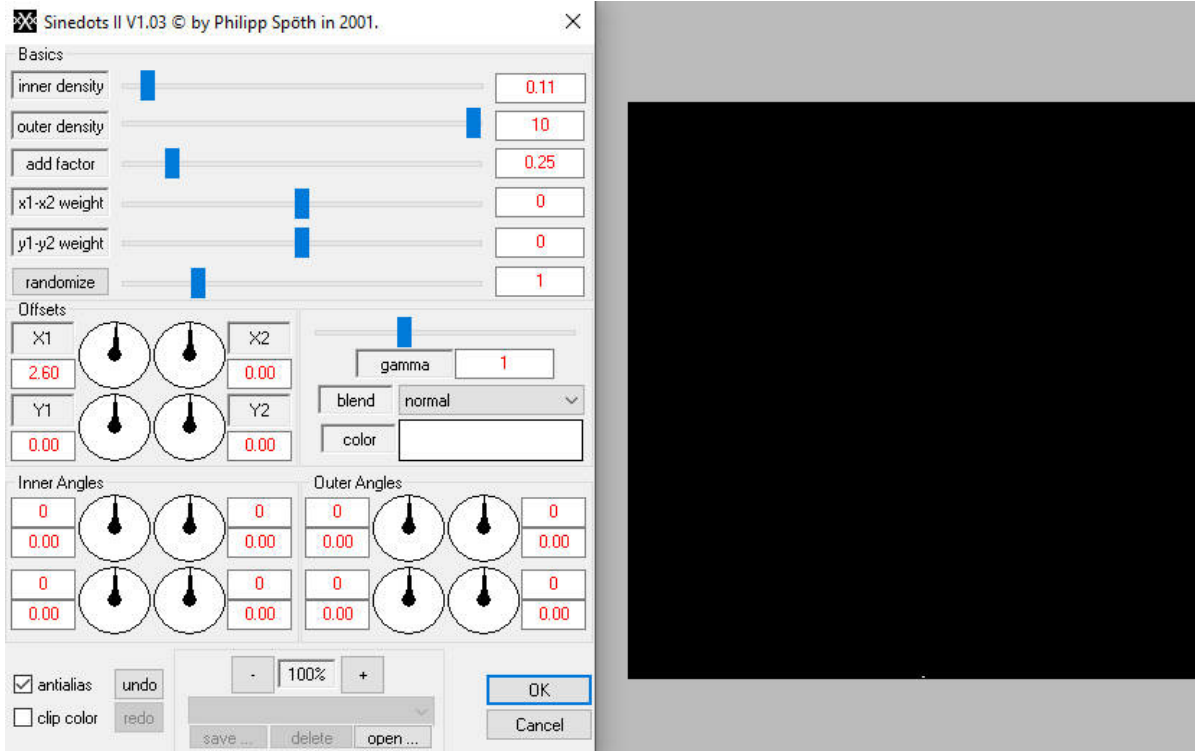 Sinedots II V1.03 © by Philipp Spöth in 2001.
Basics
inner density 0.11
outer density 10
add factor 0.25
x1-x2 weight 0
y1-y2 weight 0
randomize 1
Offsets
X1 X2
2.60 0.00
gamma 1
Y1 Y2
blend normal
0.00 0.00
color
Inner Angles Outer Angles
0 0 0 0
0.00 0.00 0.00 0.00
0 0 0 0
0.00 0.00 0.00 0.00
- 100% +
antialias undo OK
clip color redo Cancel
save ... delete open ...